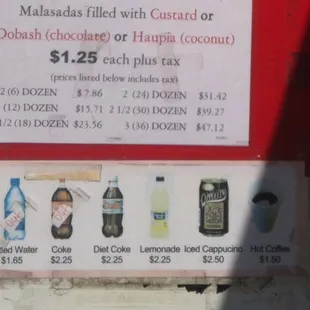 Malasadas filled with Custard or
Dobash (chocolate) or Haupia (coconut)
$1.25 each plus tax
(prices listed below includes tax)
2 (6) DOZEN $7.86 2 (24) DOZEN $31.42
(12) DOZEN $15.71 2 1/2 (30) DOZEN $39.27
1/2 (18) DOZEN $23.56 3 (36) DOZEN $47.12
tled Water Coke Diet Coke Lemonade Iced Cappucino Hot Coffee
$1.65 $2.25 $2.25 $2.25 $2.50 $1.50